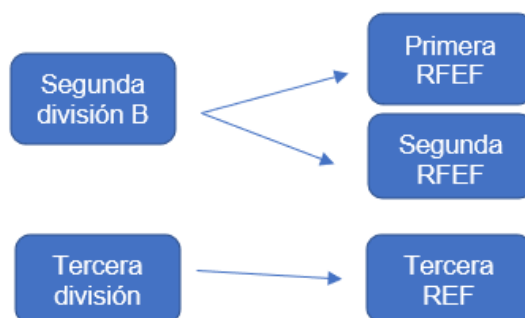 Segunda
división B
Primera
RFEF
Segunda
RFEF
Tercera
división
Tercera
REF